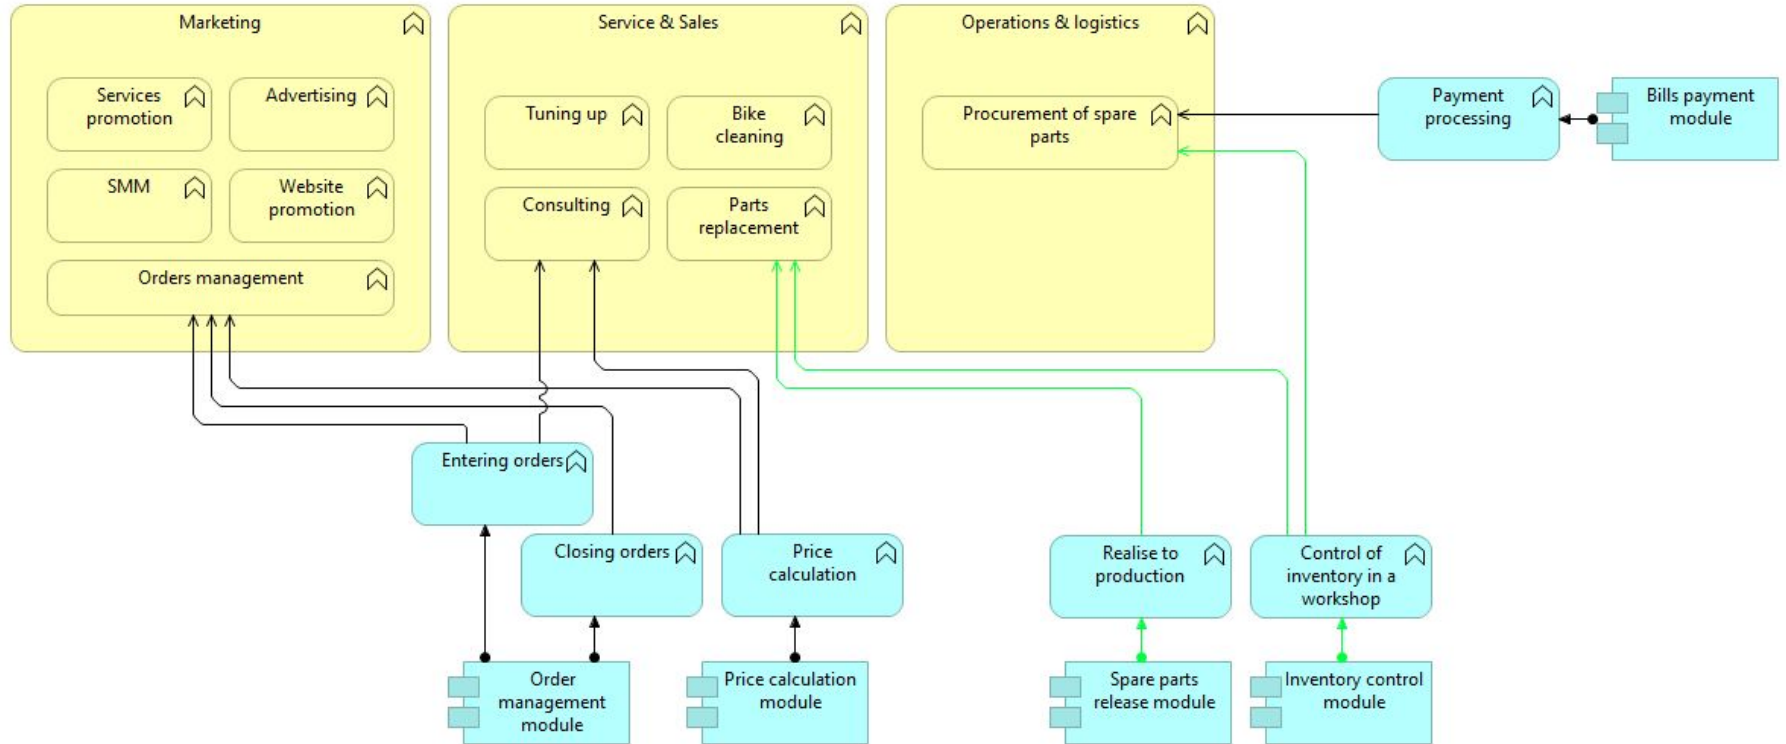 Marketing
Service & Sales
Operations & logistics
Services
promotion
Advertising
SMM
Website
promotion
Orders management
Tuning up
Bike
cleaning
Consulting
Parts
replacement
Procurement of spare
parts
Payment
processing
Bills payment
module
Entering orders
Closing orders
Price
calculation
Realise to
production
Control of
inventory in a
workshop
Order
management
module
Price calculation
module
Spare parts
release module
Inventory control
module